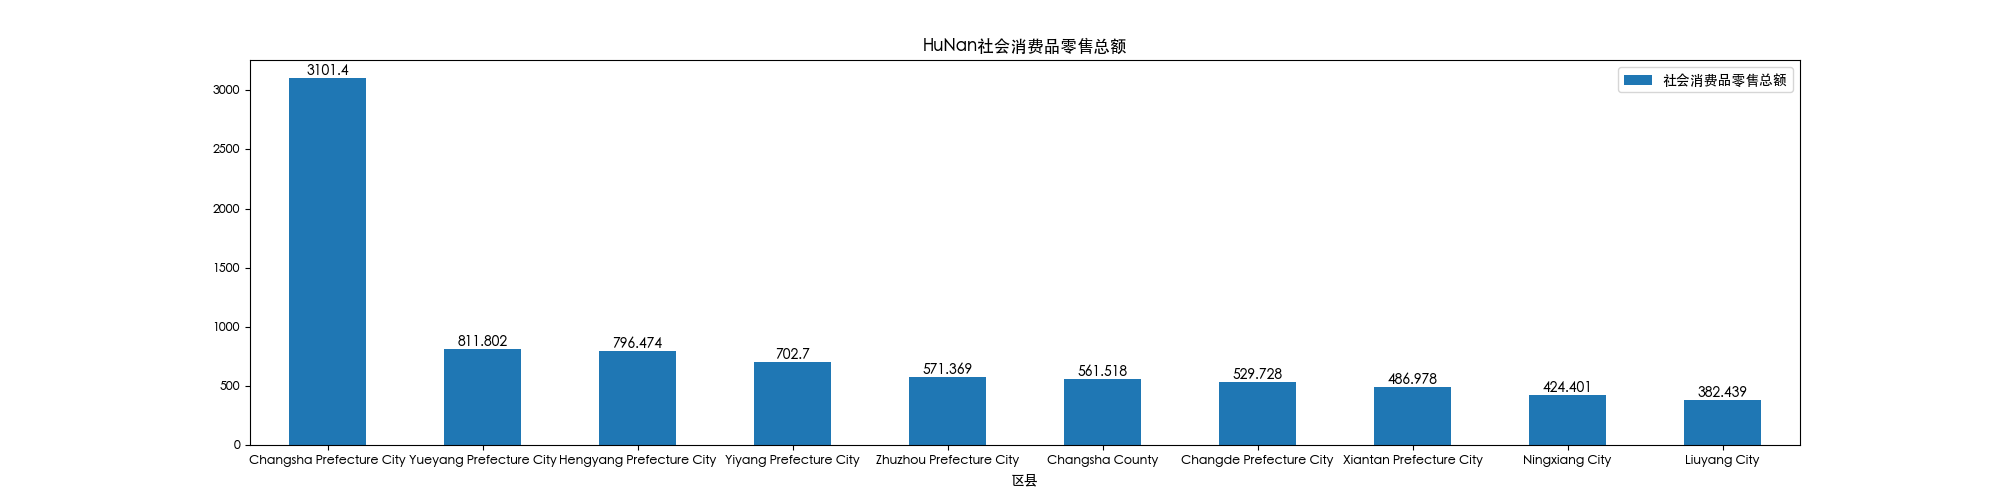 HuNan社会消费品零售总额
社会消费品零售总额
3000
2500
2000
1500
1000
500
0
3101.4
811.802
796.474
702.7
571.369
561.518
529.728
486.978
424.401
382.439
Changsha Prefecture City
Yueyang Prefecture City
Hengyang Prefecture City
Yiyang Prefecture City
Zhuzhou Prefecture City
Changsha County
Changde Prefecture City
Xiantan Prefecture City
Ningxiang City
Liuyang City
区县